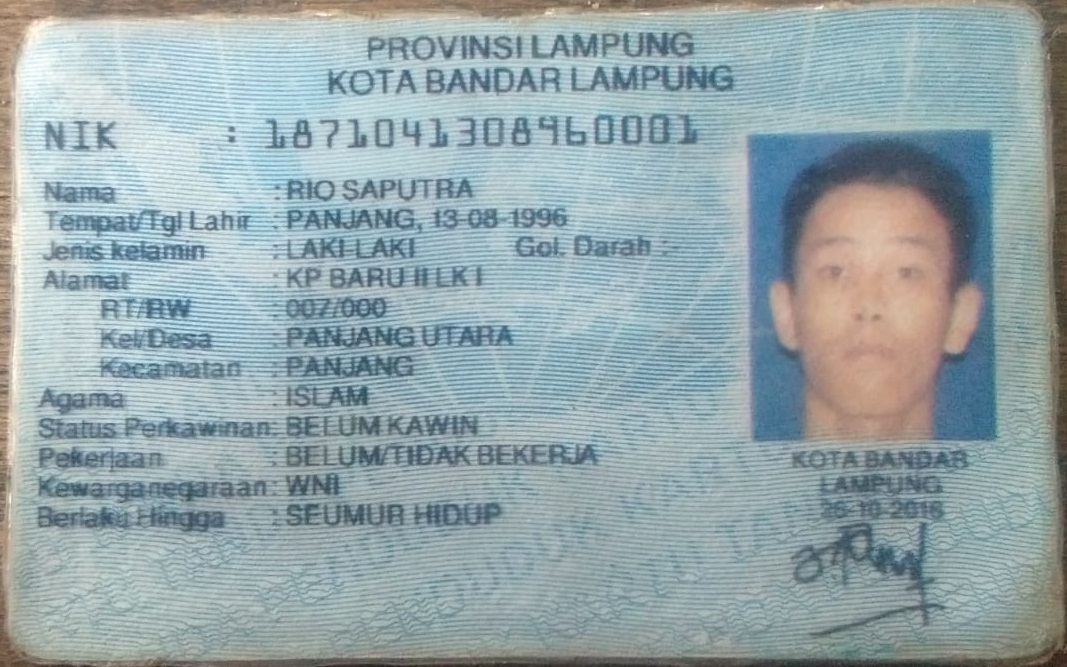 PROVINSI LAMPUNG
KOTA BANDAR LAMPUNG
NIK : 1871041308960001
Nama : RIO SAPUTRA
Tempat/Tgl Lahir : PANJANG, 13-08-1996
Jenis kelamin : LAKI-LAKI Gol. Darah :-
Alamat : KP BARU II LK I
RT/RW : 007/000
Kel/Desa : PANJANG UTARA
Kecamatan : PANJANG
Agama : ISLAM
Status Perkawinan: BELUM KAWIN
Pekerjaan : BELUM/TIDAK BEKERJA
Kewarganegaraan: WNI
Berlaku Hingga : SEUMUR HIDUP
KOTA BANDAR
LAMPUNG